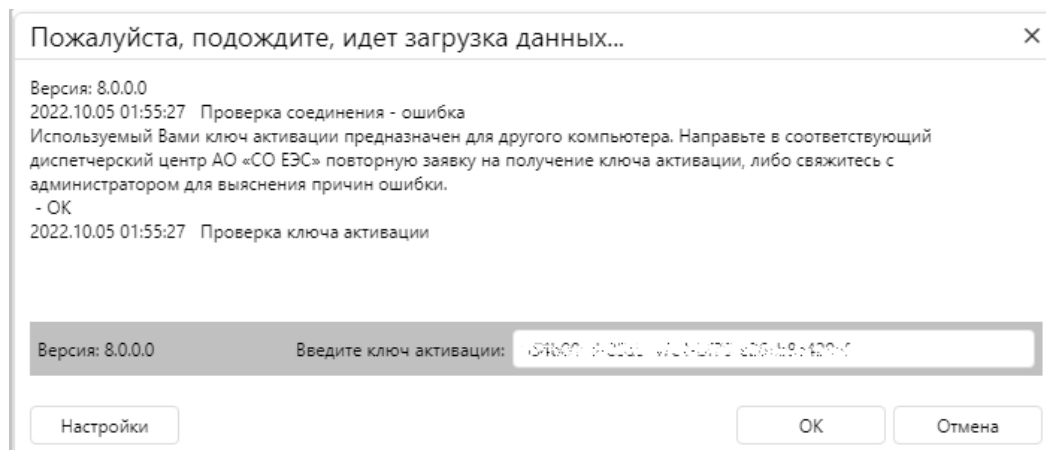 Пожалуйста, подождите, идет загрузка данных...
Версия: 8.0.0.0
2022.10.05 01:55:27 Проверка соединения - ошибка
Используемый Вами ключ активации предназначен для другого компьютера. Направьте в соответствующий
диспетчерский центр АО «СО ЕЭС» повторную заявку на получение ключа активации, либо свяжитесь с
администратором для выяснения причин ошибки.
- ОК
2022.10.05 01:55:27 Проверка ключа активации
Версия: 8.0.0.0 Введите ключ активации:
Настройки ОК Отмена